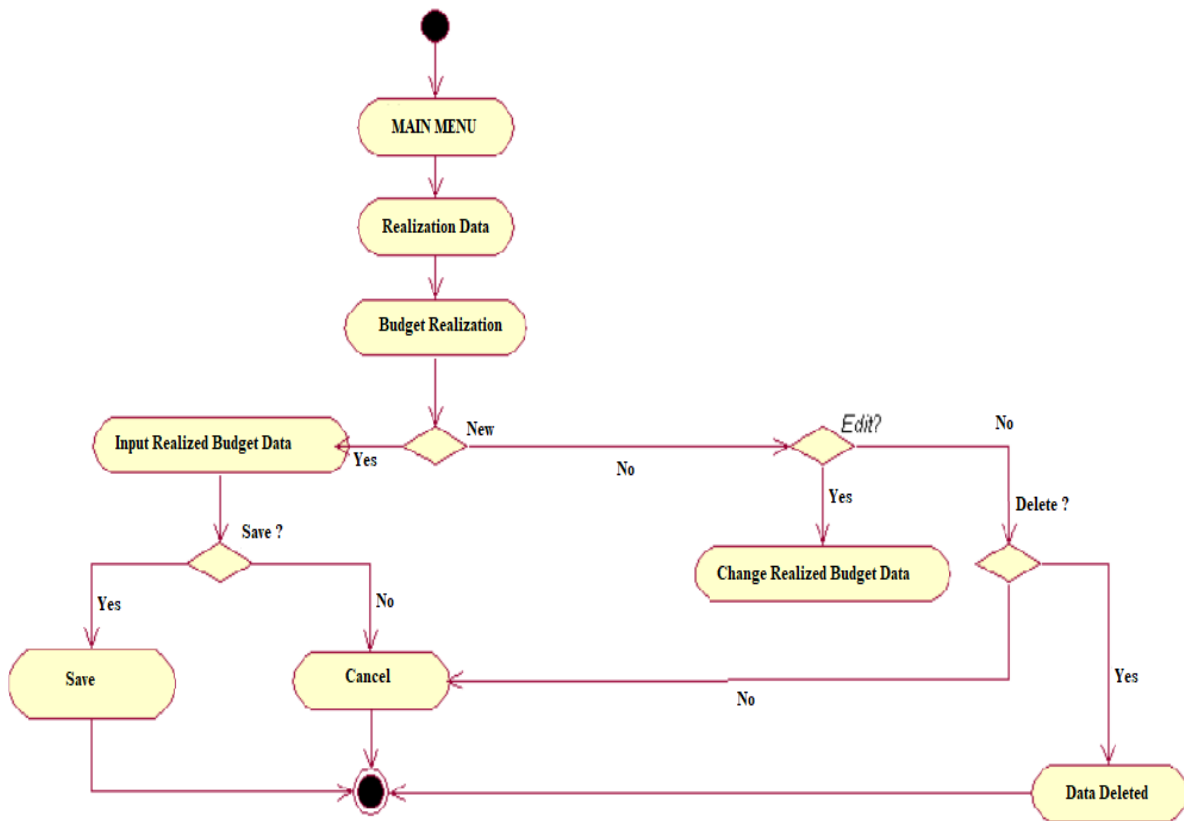 MAIN MENU
Realization Data
Budget Realization
New
Edit?
No
Input Realized Budget Data
Yes
No
Yes
Delete ?
Save ?
Change Realized Budget Data
Yes
No
Save
Cancel
Yes
No
Data Deleted